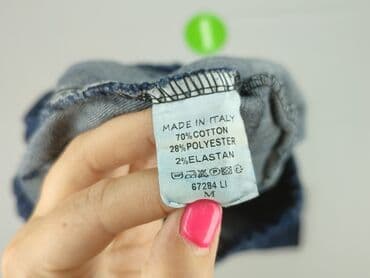 MADE IN ITALY
70%COTTON
28%POLYESTER
2%ELASTAN
67284 LI
M